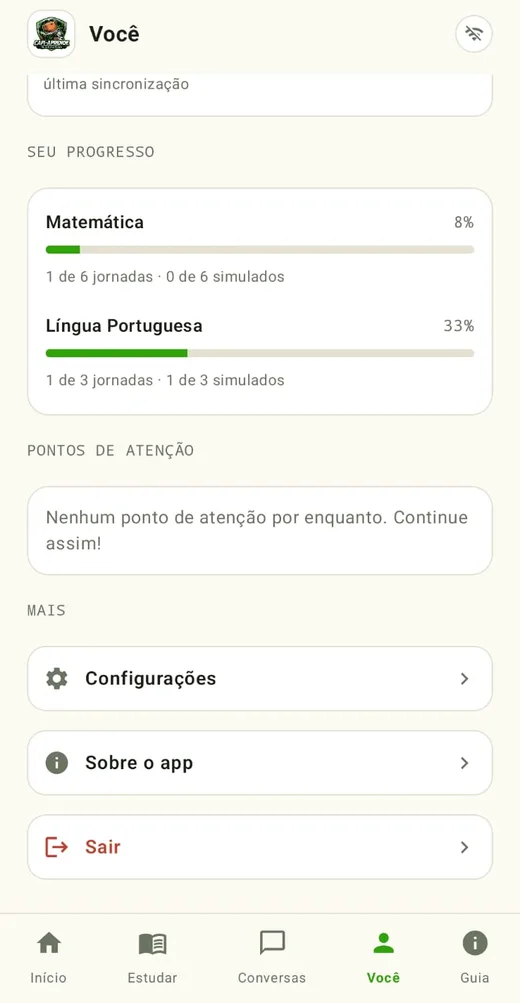 CAPI-APRENDE
Você
última sincronização
SEU PROGRESSO
Matemática
8%
1 de 6 jornadas · 0 de 6 simulados
Língua Portuguesa
33%
1 de 3 jornadas · 1 de 3 simulados
PONTOS DE ATENÇÃO
Nenhum ponto de atenção por enquanto. Continue
assim!
MAIS
Configurações
Sobre o app
Sair
Início
Estudar
Conversas
Você
Guia